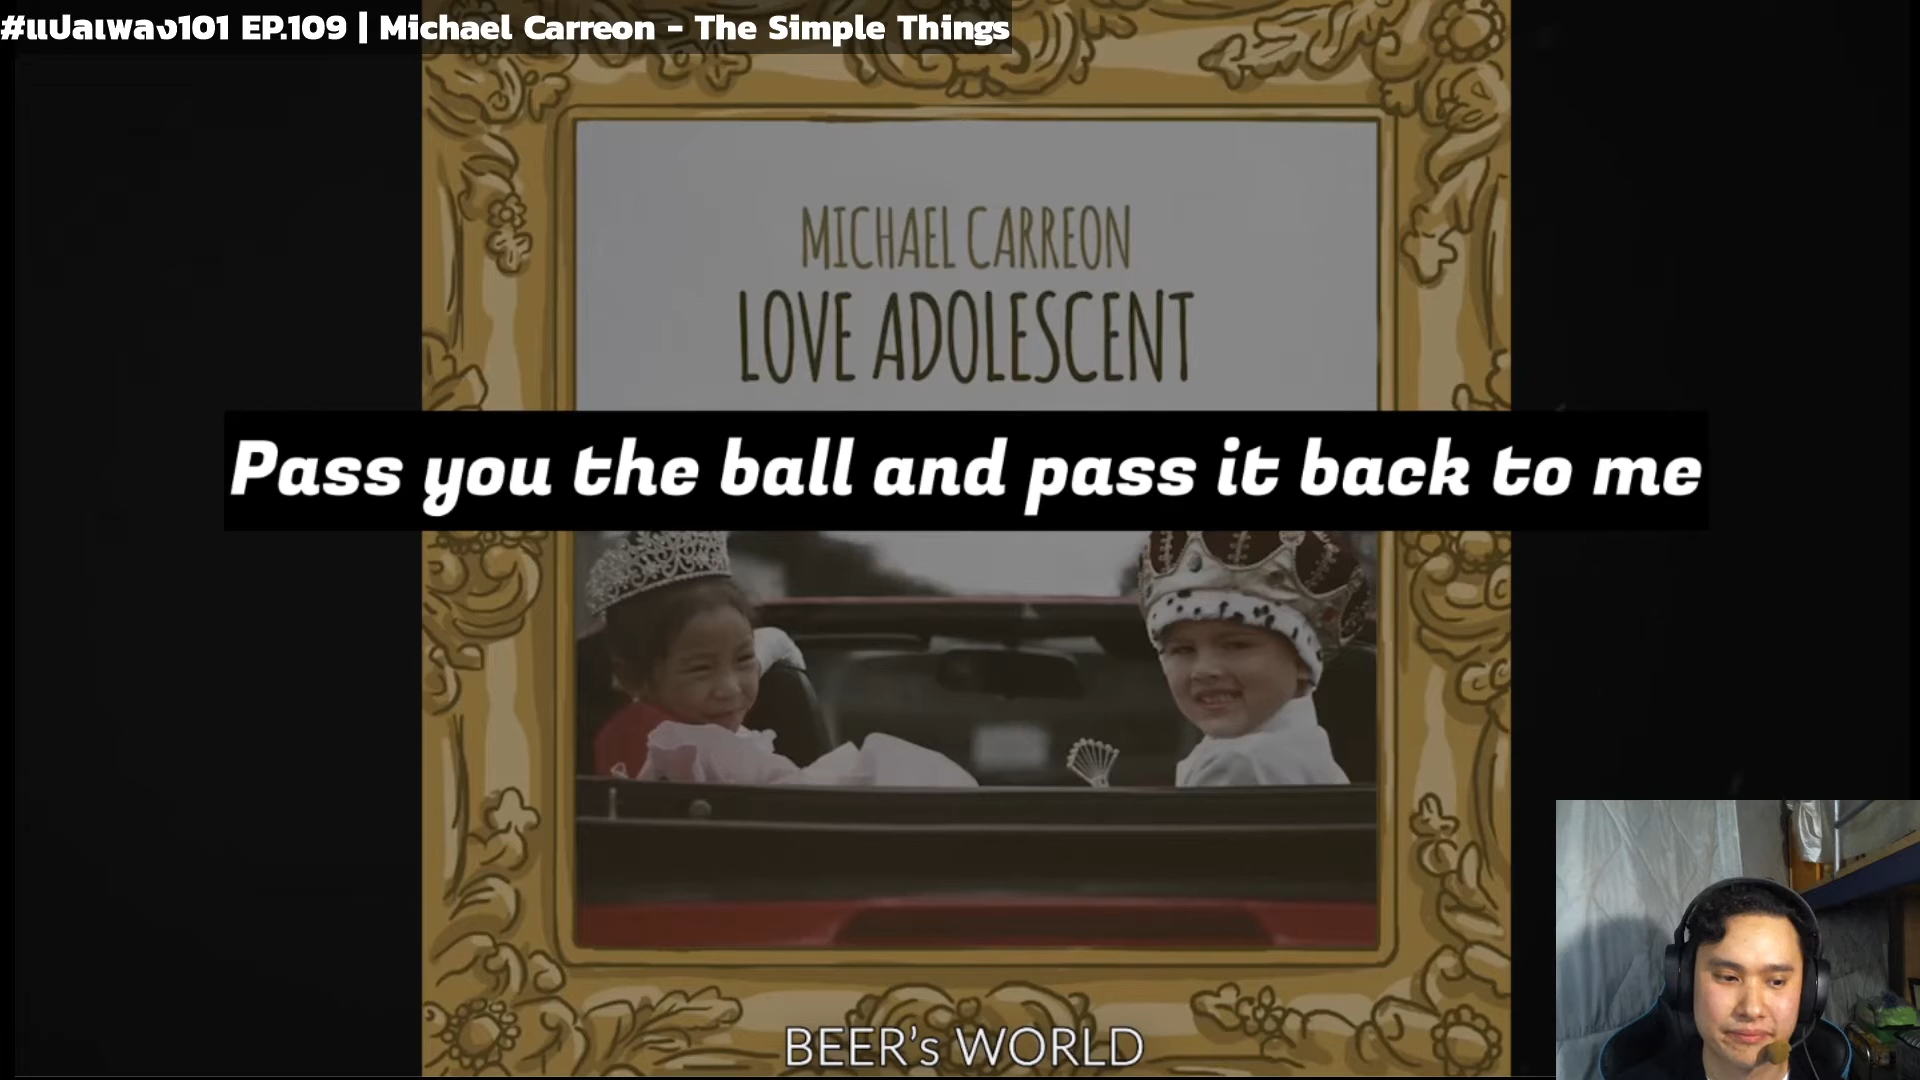 #แปลเพลง101 EP.109 | Michael Carreon - The Simple Things
MICHAEL CARREON
LOVE ADOLESCENT
Pass you the ball and pass it back to me
BEER's WORLD